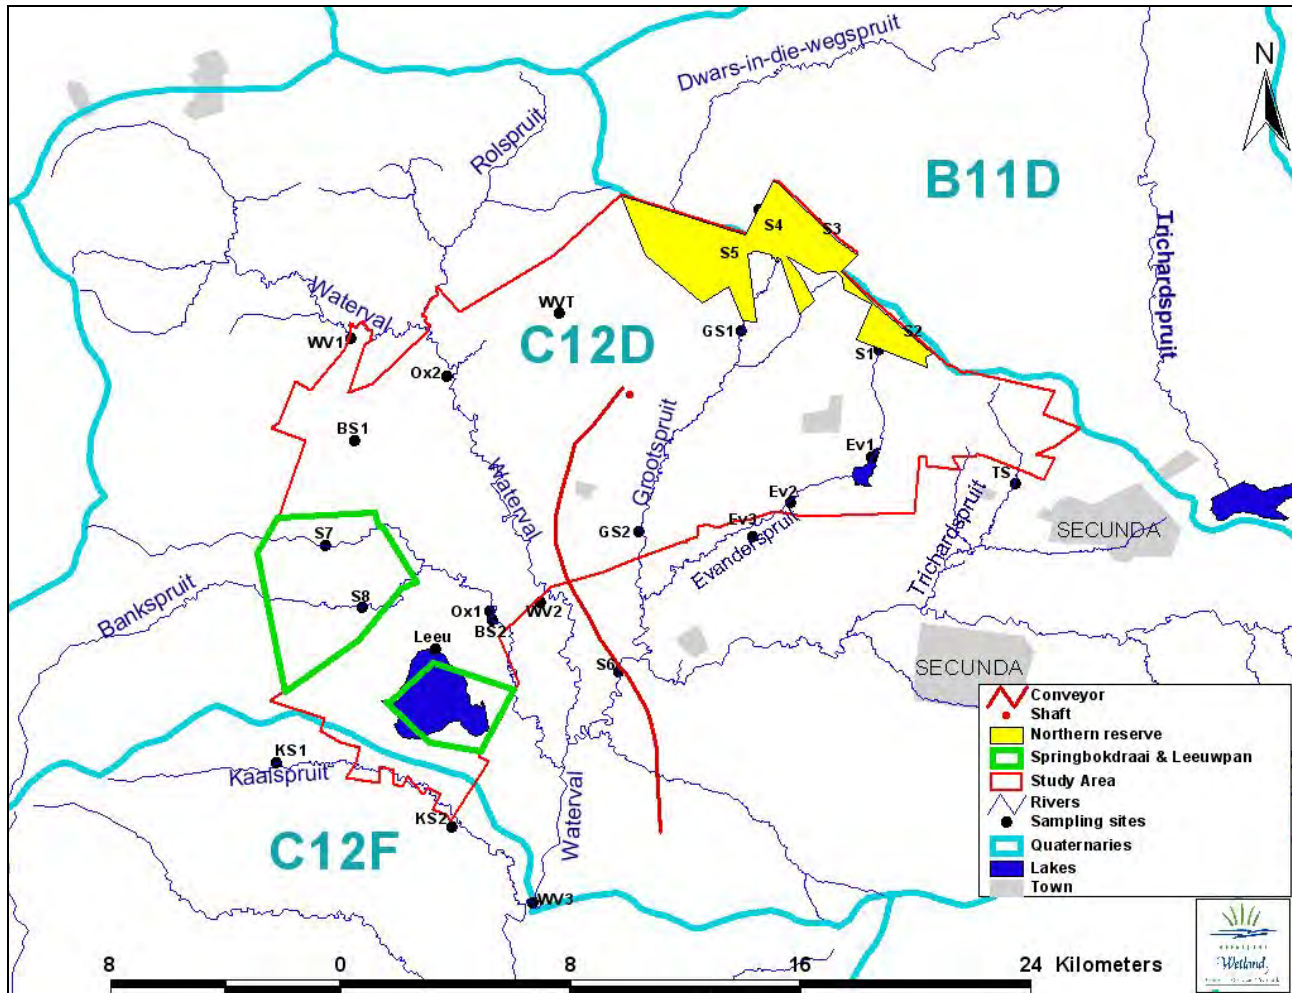 Dwars-in-die-wegspruit
N
Rolspruit
B11D
S4
S3
S5
Trichardspruit
Waterval
WVT
WV1
C12D
GS1
S2
S1
Ox2
BS1
Grootspruit
Ev1
Waterval
TS
Ev2
Ev3
GS2
SECUNDA
S7
Evanderspruit
Trichardspruit
Bankspruit
S8
Ox1
WV2
BS2
Leeu
S6
SECUNDA
Conveyor
Shaft
Northern reserve
Springbokdraai & Leeuwpan
Study Area
Rivers
Sampling sites
Quaternaries
Lakes
Town
KS1
Kaalspruit
KS2
Waterval
C12F
WV3
Wetland
8 0 8 16 24 Kilometers